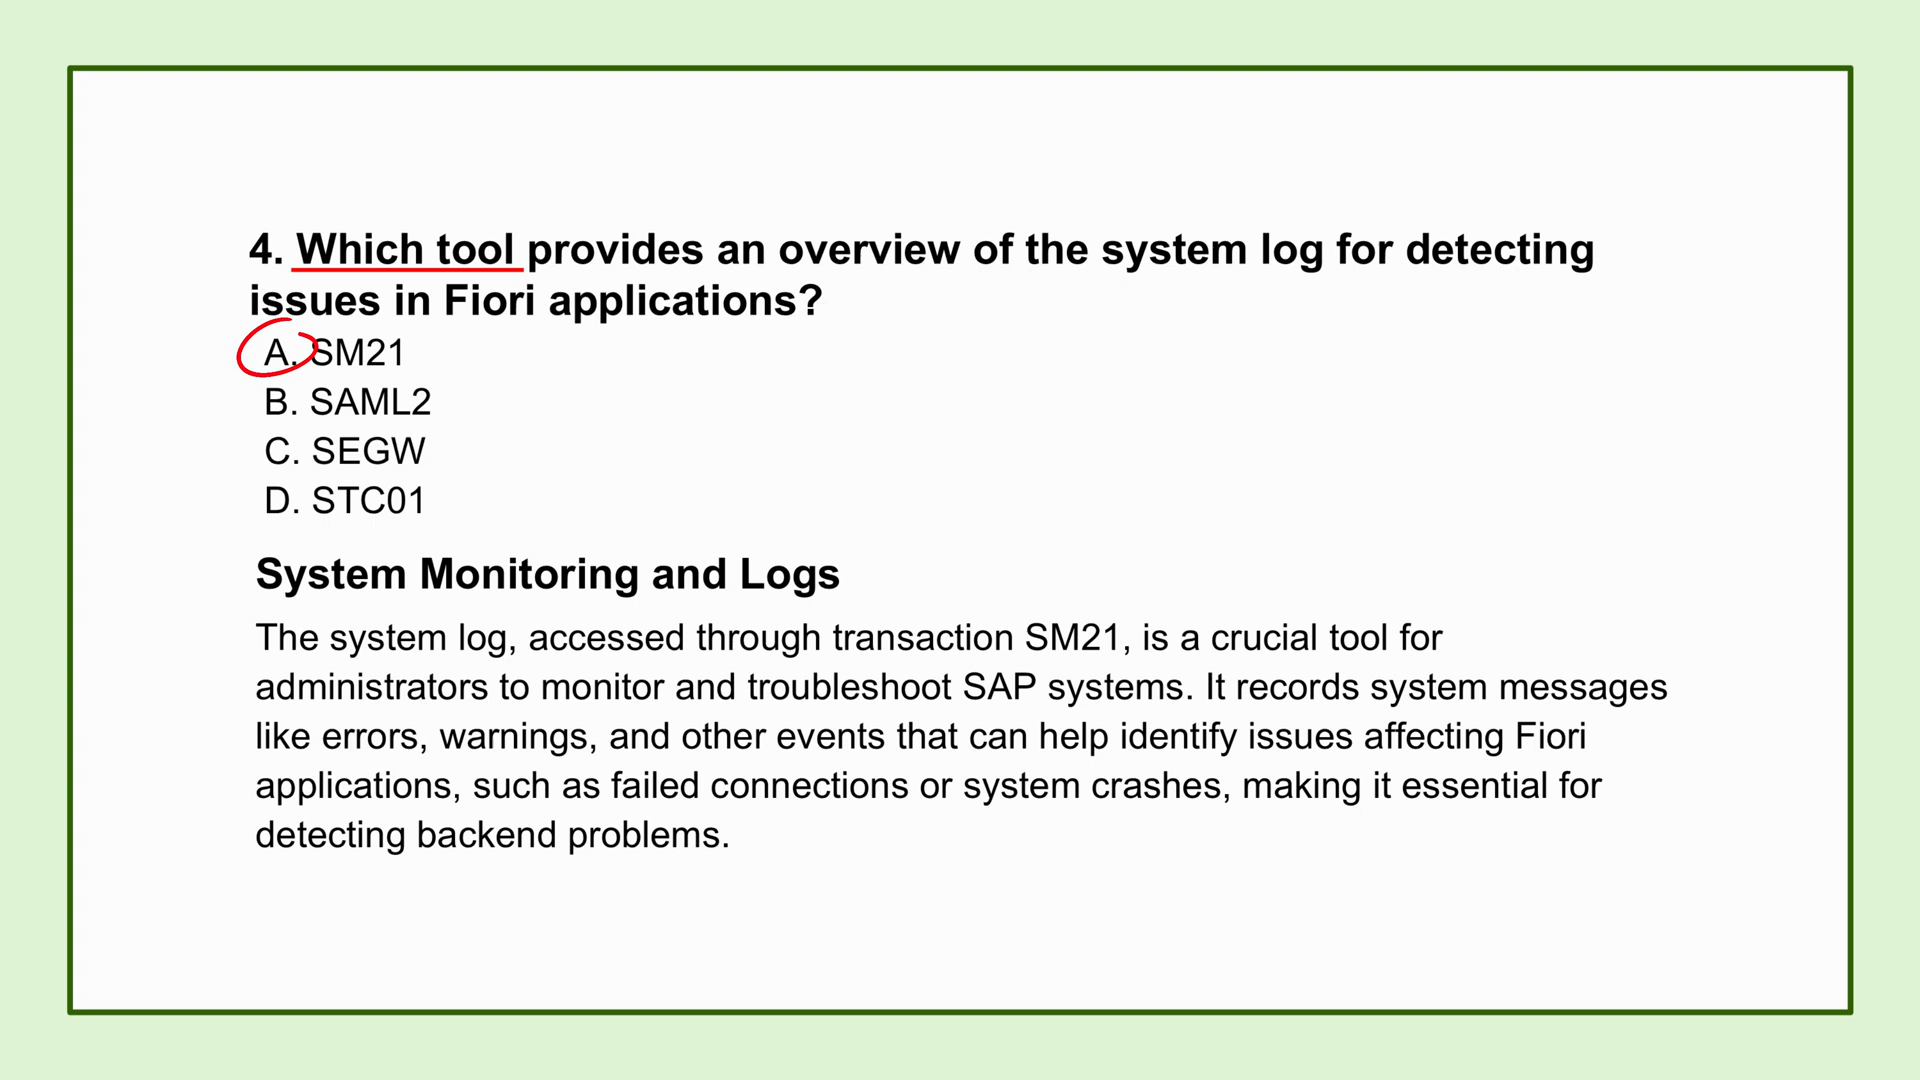 4. Which tool provides an overview of the system log for detecting
issues in Fiori applications?
A. SM21
B. SAML2
C. SEGW
D. STC01
System Monitoring and Logs
The system log, accessed through transaction SM21, is a crucial tool for
administrators to monitor and troubleshoot SAP systems. It records system messages
like errors, warnings, and other events that can help identify issues affecting Fiori
applications, such as failed connections or system crashes, making it essential for
detecting backend problems.